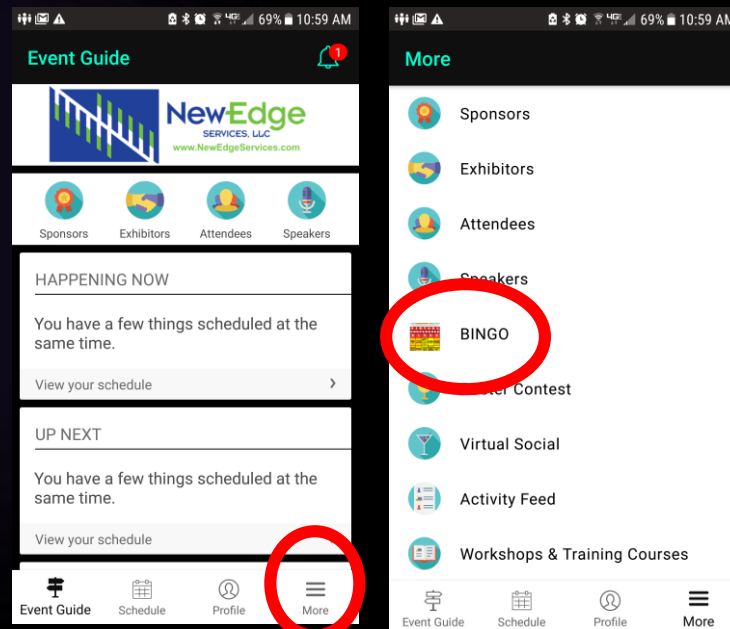 69% 10:59 AM
Event Guide
1
NewEdge
SERVICES, LLC
www.NewEdgeServices.com
Sponsors Exhibitors Attendees Speakers
HAPPENING NOW
You have a few things scheduled at the
same time.
View your schedule
UP NEXT
You have a few things scheduled at the
same time.
View your schedule
Event Guide Schedule Profile More
69% 10:59 AM
More
Sponsors
Exhibitors
Attendees
Speakers
BINGO
Contest
Virtual Social
Activity Feed
Workshops & Training Courses
Event Guide Schedule Profile More